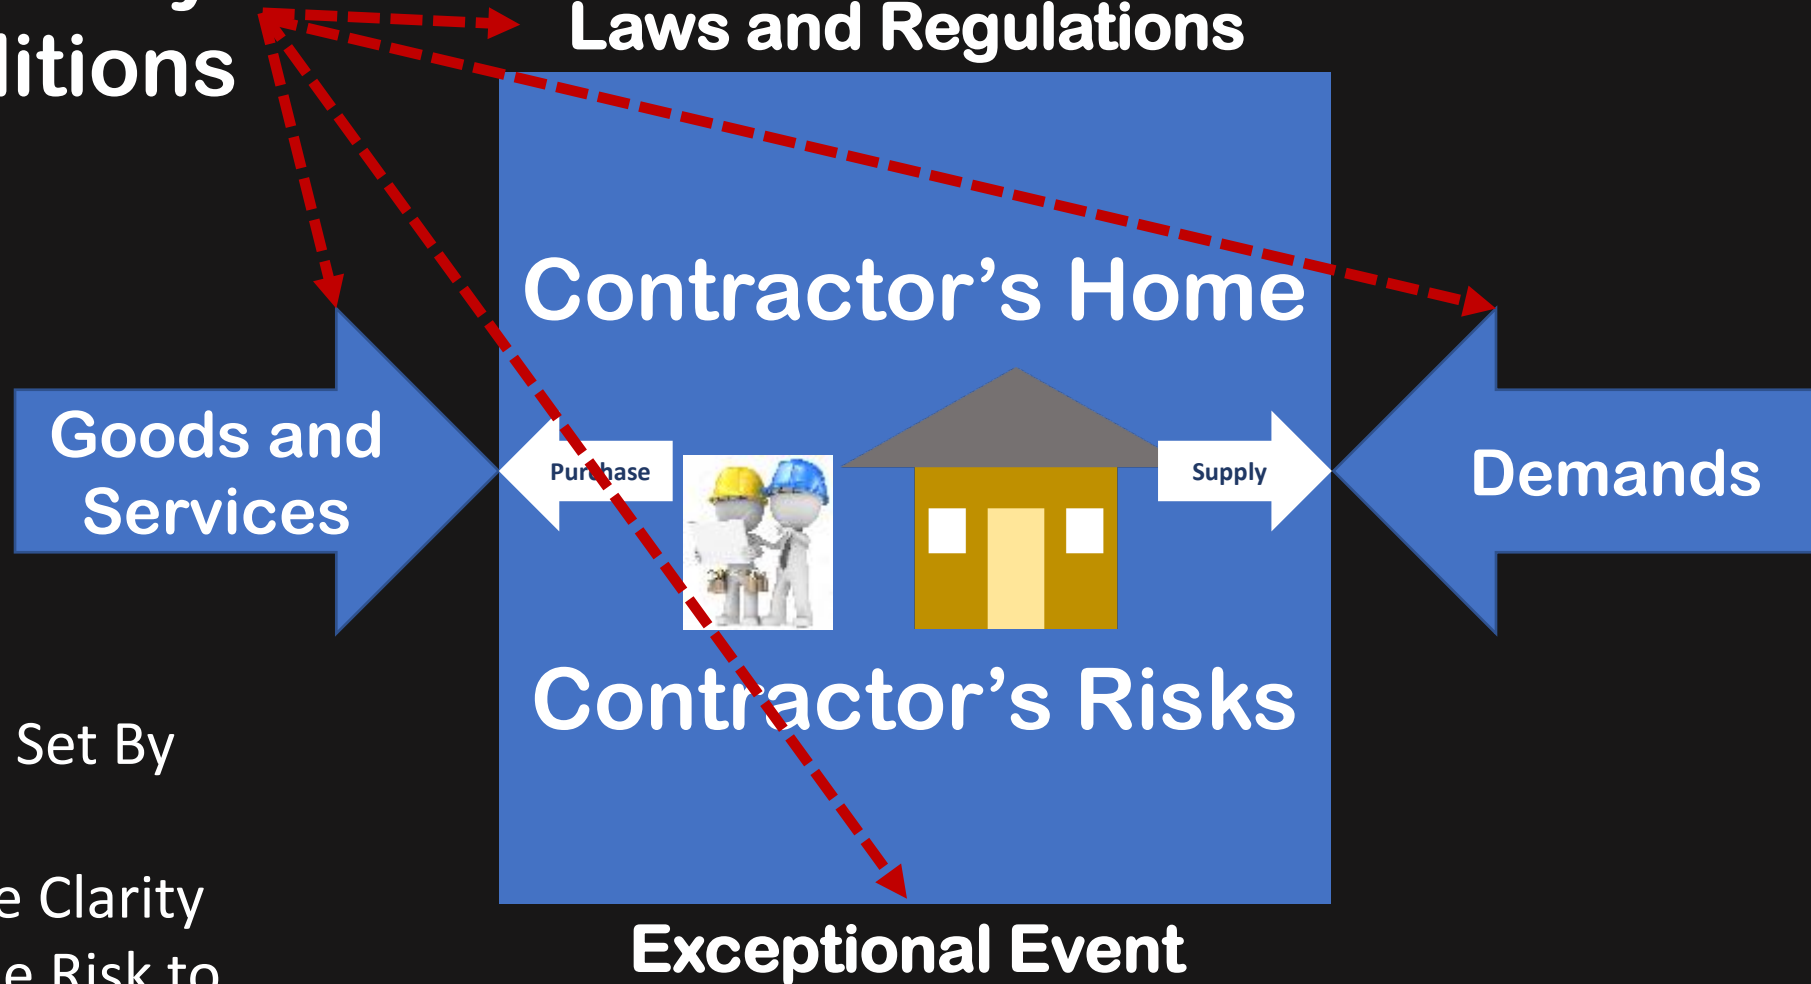 Laws and Regulations
litions
Contractor's Home
Goods and
Services
Purchase
Supply
Demands
Contractor's Risks
Set By
e Clarity
e Risk to
Exceptional Event